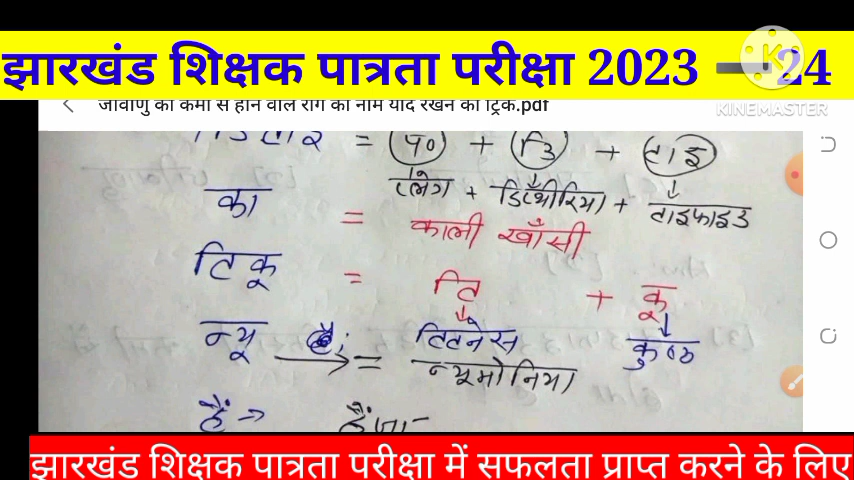 झारखंड शिक्षक पात्रता परीक्षा 2023 — 24
KINEMASTER
जीवाणु की कमी से होने वाले रोग का नाम याद रखने की ट्रिक.pdf
= प० + डि + टाइ
प्लेग + डिप्थीरिया + टाइफाइड
का = काली खाँसी
टिकू = टि + कू
टिटनेस कुष्ठ
न्यू = न्यूमोनिया
हैं → हैजा -
झारखंड शिक्षक पात्रता परीक्षा में सफलता प्राप्त करने के लिए